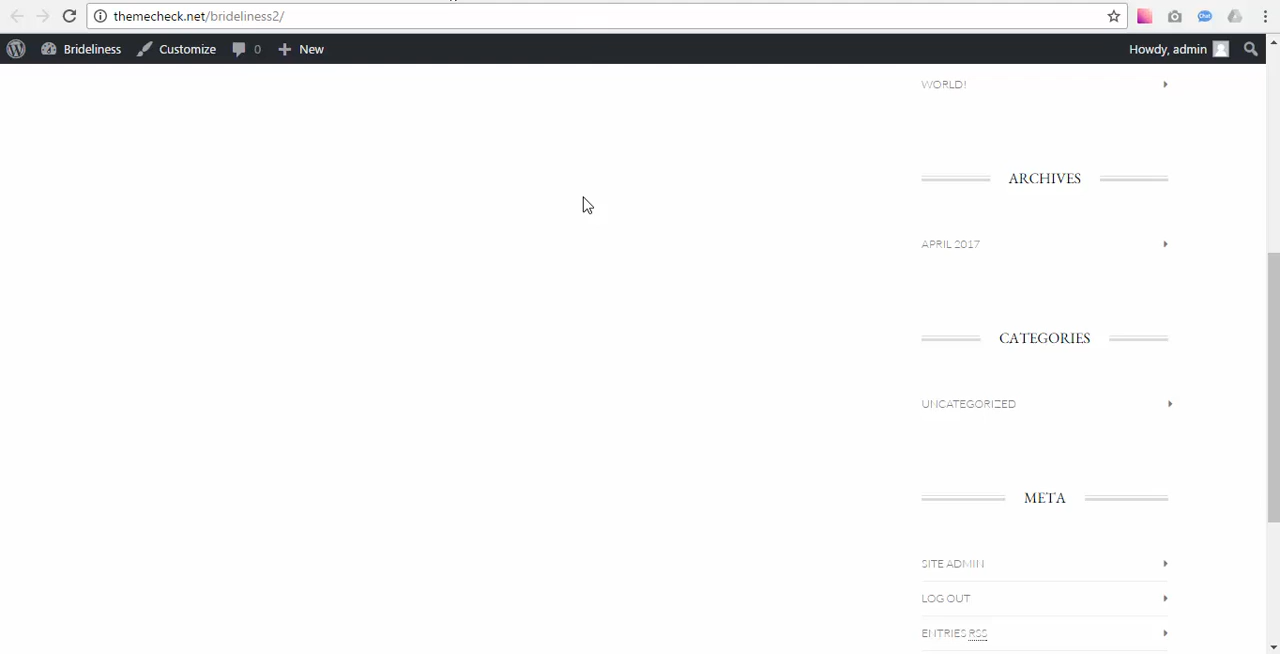 themecheck.net/brideliness2/
Chat
Brideliness Customize 0 New Howdy, admin
WORLD!
ARCHIVES
APRIL 2017
CATEGORIES
UNCATEGORIZED
META
SITE ADMIN
LOG OUT
ENTRIES RSS